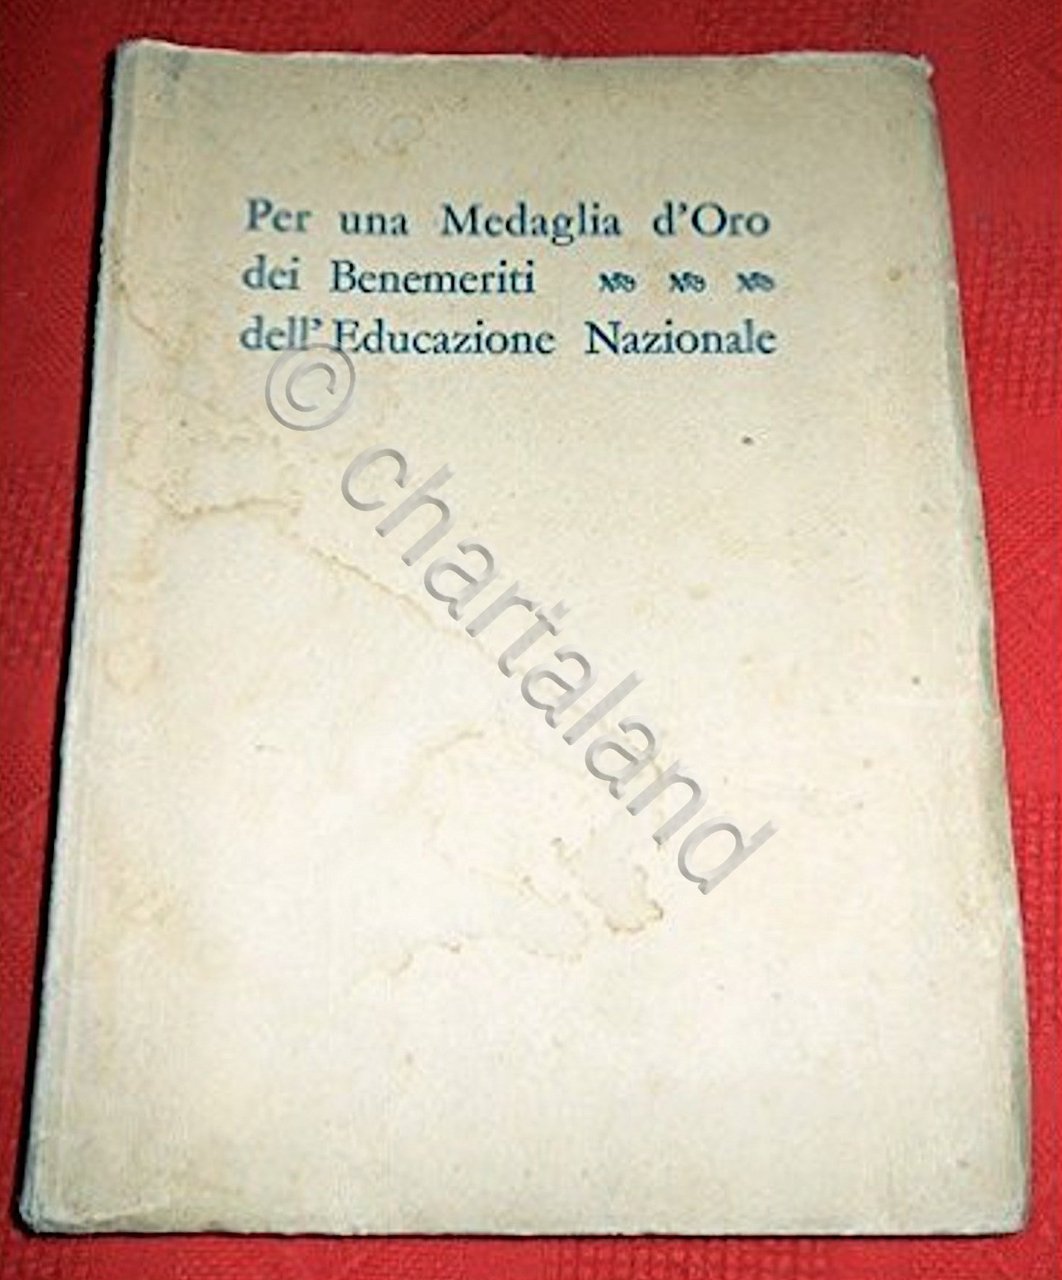 Per una Medaglia d'Oro
dei Benemeriti
dell'Educazione Nazionale
© chartaland